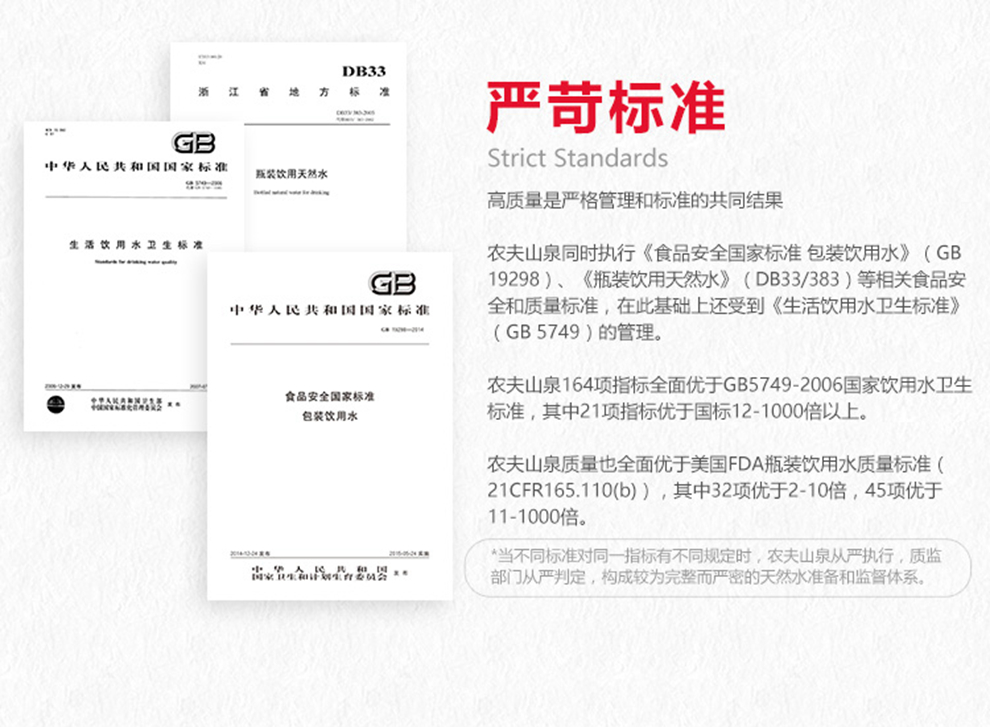 DB33
浙江省地方标准
瓶装饮用天然水
Bottled natural water for drinking
GB
中华人民共和国国家标准
GB 5749—2006
生活饮用水卫生标准
Standards for drinking water quality
2006-12-29 发布
中华人民共和国卫生部
中国国家标准化管理委员会 发布
GB
中华人民共和国国家标准
GB 19298—2014
食品安全国家标准
包装饮用水
2014-12-24 发布 2015-05-24 实施
中华人民共和国
国家卫生和计划生育委员会 发布
严苛标准
Strict Standards
高质量是严格管理和标准的共同结果
农夫山泉同时执行《食品安全国家标准 包装饮用水》（GB
19298）、《瓶装饮用天然水》（DB33/383）等相关食品安
全和质量标准，在此基础上还受到《生活饮用水卫生标准》
（GB 5749）的管理。
农夫山泉164项指标全面优于GB5749-2006国家饮用水卫生
标准，其中21项指标优于国标12-1000倍以上。
农夫山泉质量也全面优于美国FDA瓶装饮用水质量标准（
21CFR165.110(b)），其中32项优于2-10倍，45项优于
11-1000倍。
*当不同标准对同一指标有不同规定时，农夫山泉从严执行，质监
部门从严判定，构成较为完整而严密的天然水准备和监督体系。